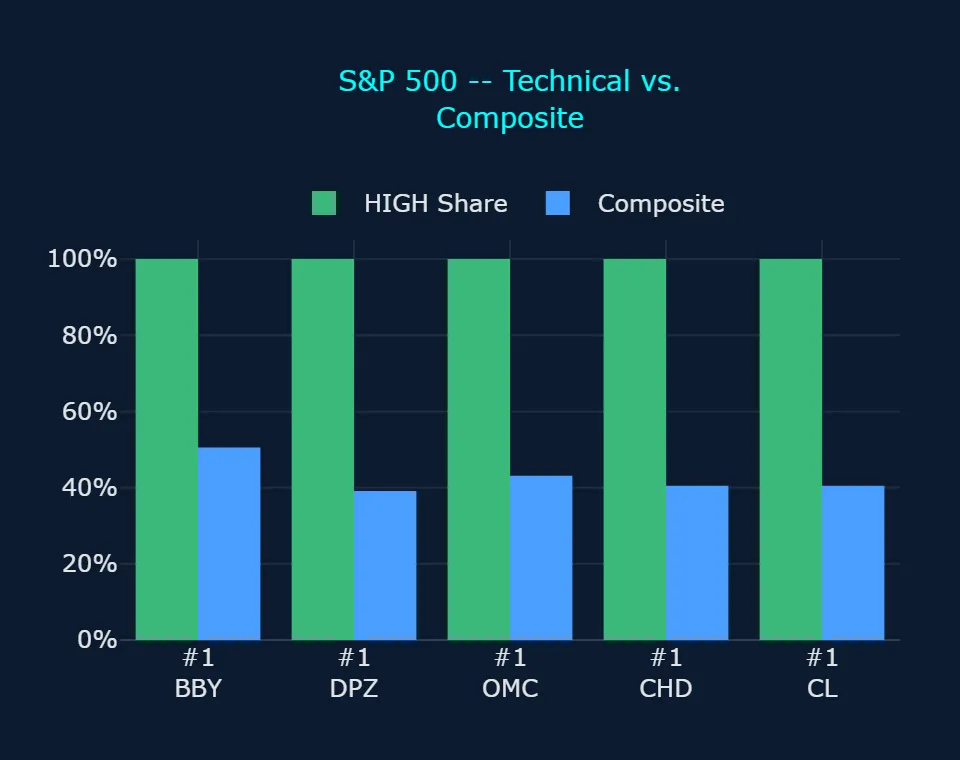 S&P 500 -- Technical vs.
Composite
HIGH Share
Composite
100%
80%
60%
40%
20%
0%
#1
BBY
#1
DPZ
#1
OMC
#1
CHD
#1
CL